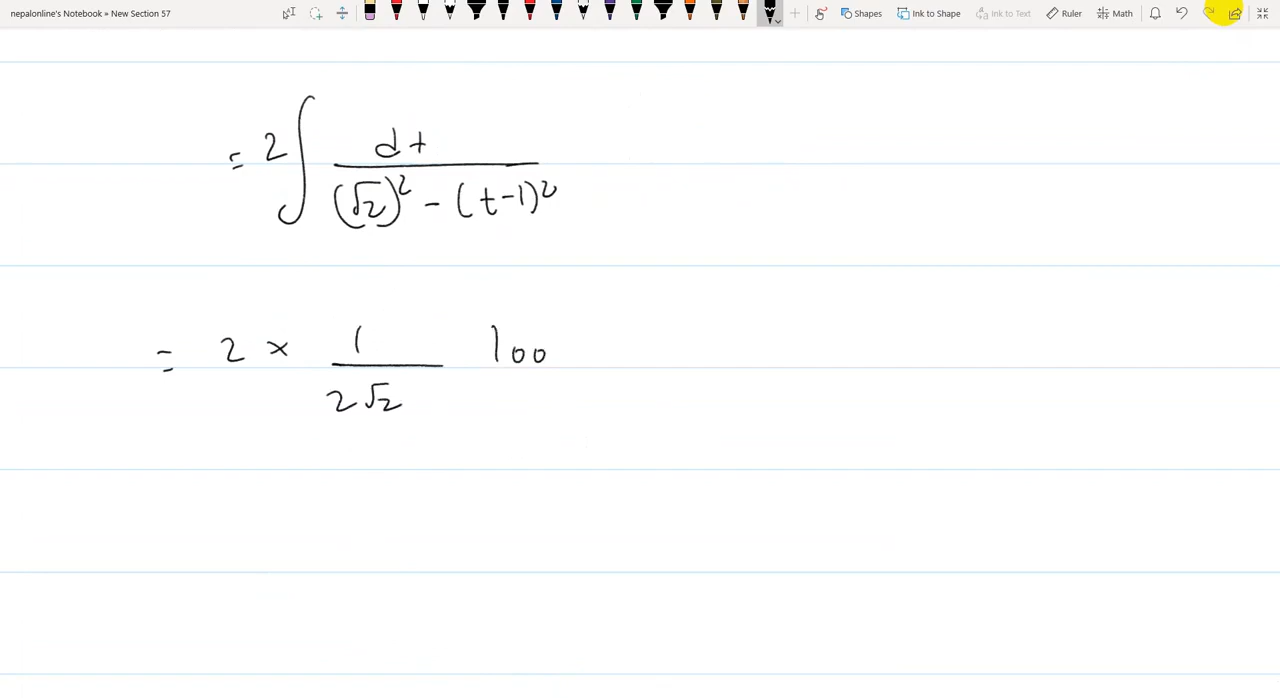 nepalonline's Notebook » New Section 57
Shapes Ink to Shape Ink to Text Ruler Math
= 2 ∫ dt / (√2)² - (t-1)²
= 2 × 1 / 2√2 loo